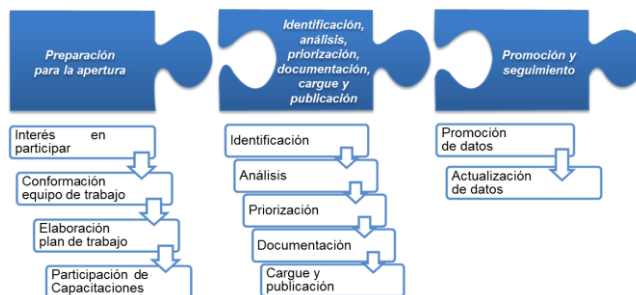 Preparación
para la apertura
Identificación,
análisis,
priorización,
documentación,
cargue y
publicación
Promoción y
seguimiento
Interés en
participar
Conformación
equipo de trabajo
Elaboración
plan de trabajo
Participación de
Capacitaciones
Identificación
Análisis
Priorización
Documentación
Cargue y
publicación
Promoción
de datos
Actualización
de datos